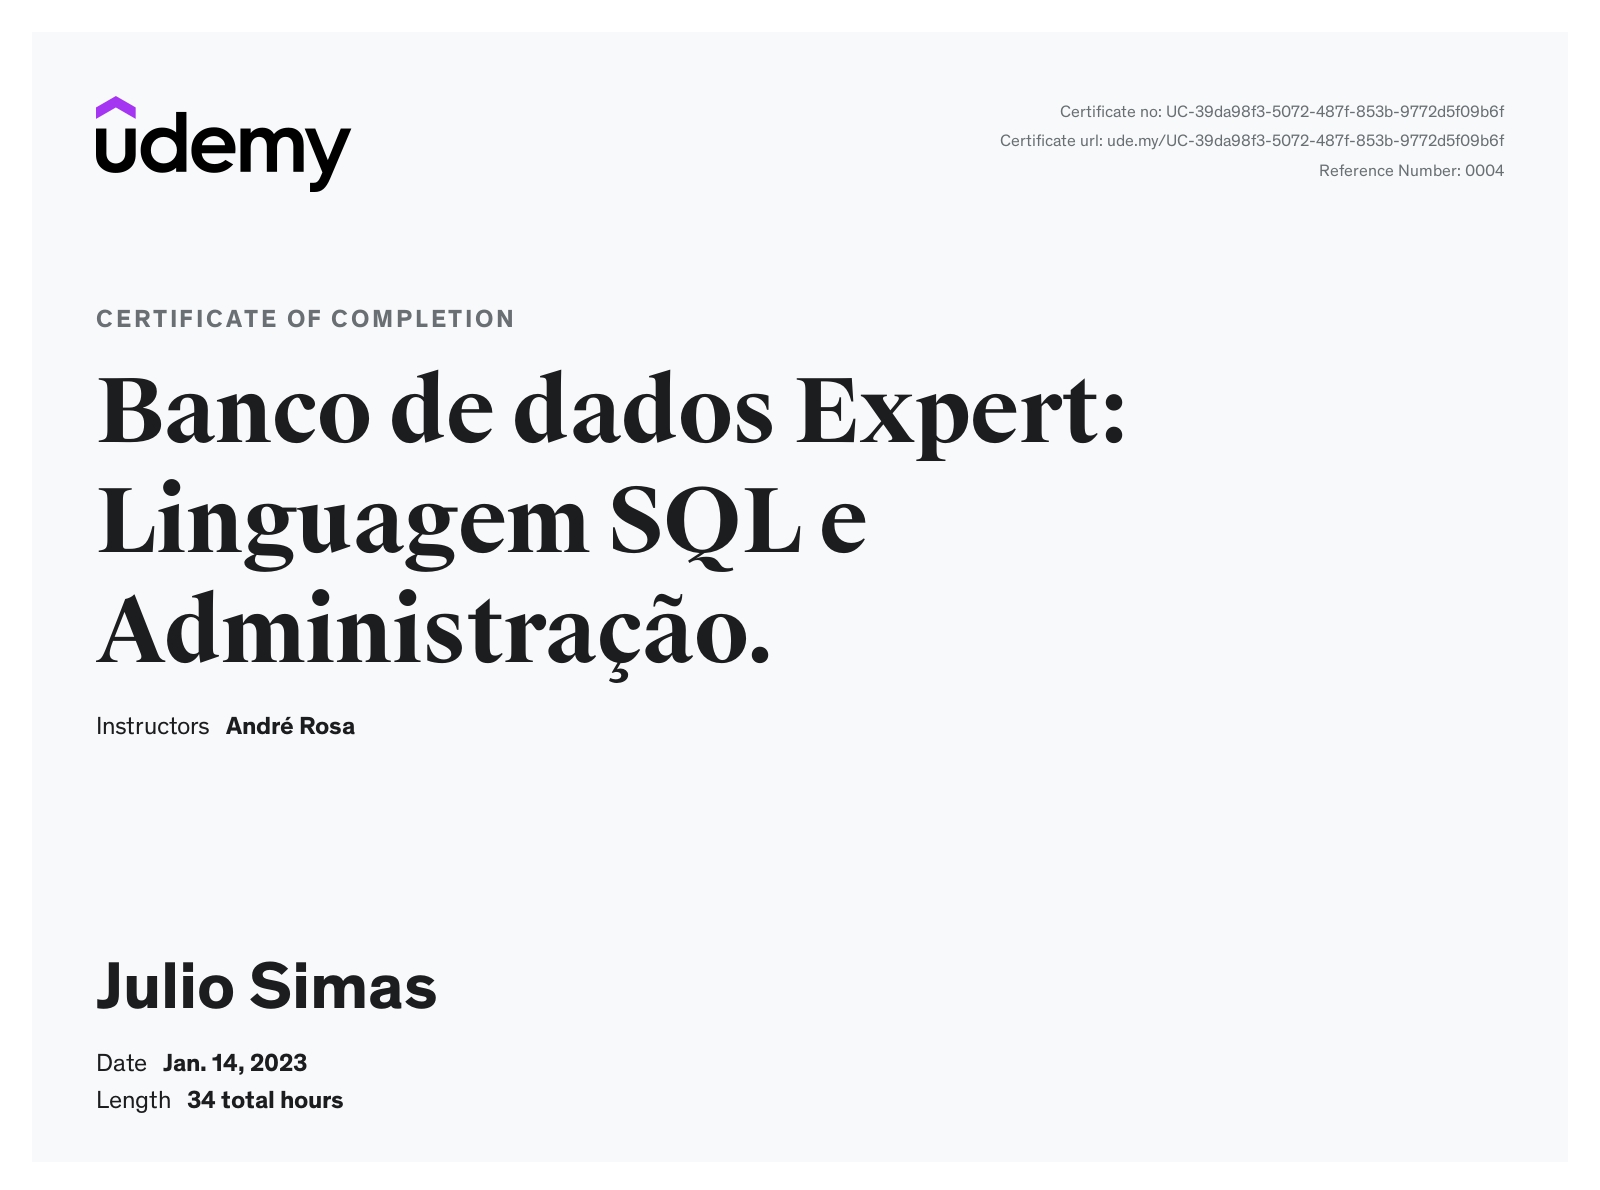 udemy
Certificate no: UC-39da98f3-5072-487f-853b-9772d5f09b6f
Certificate url: ude.my/UC-39da98f3-5072-487f-853b-9772d5f09b6f
Reference Number: 0004
CERTIFICATE OF COMPLETION
Banco de dados Expert:
Linguagem SQL e
Administração.
Instructors André Rosa
Julio Simas
Date Jan. 14, 2023
Length 34 total hours